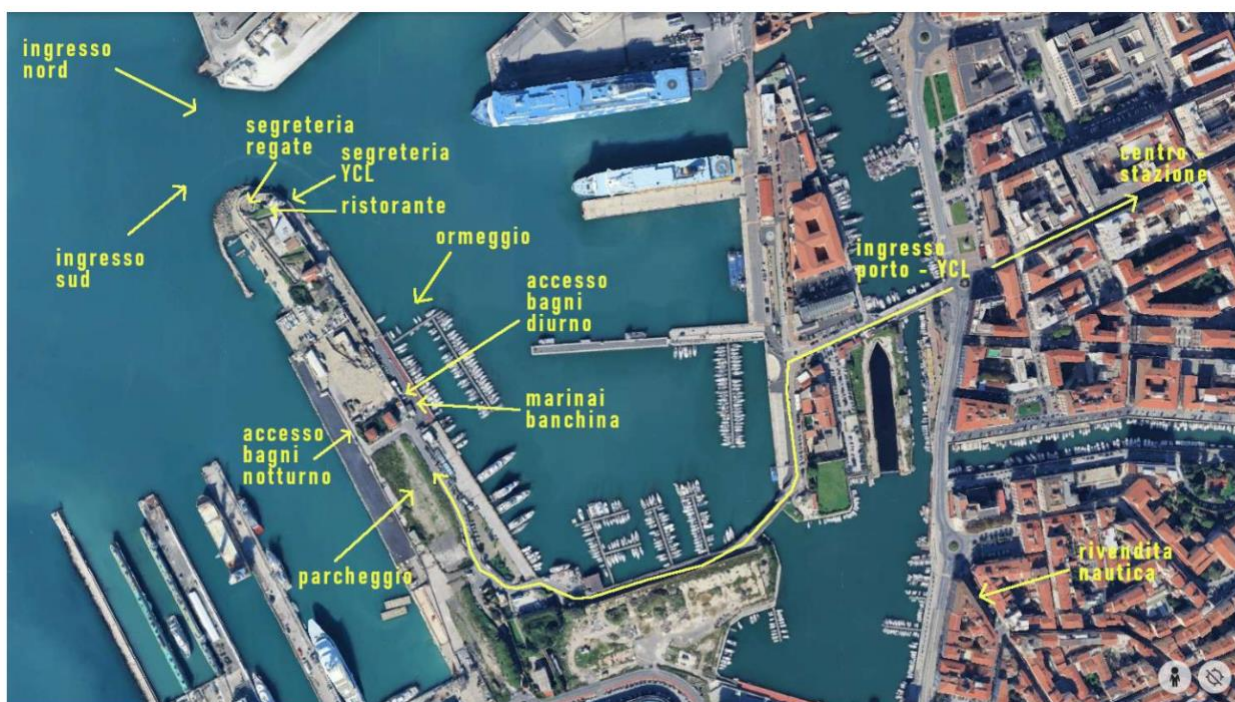 ingresso
nord
segreteria
regate
segreteria
YCL
ristorante
ingresso
sud
ormeggio
accesso
bagni
diurno
marinai
banchina
accesso
bagni
notturno
parcheggio
centro -
stazione
ingresso
porto - YCL
rivendita
nautica